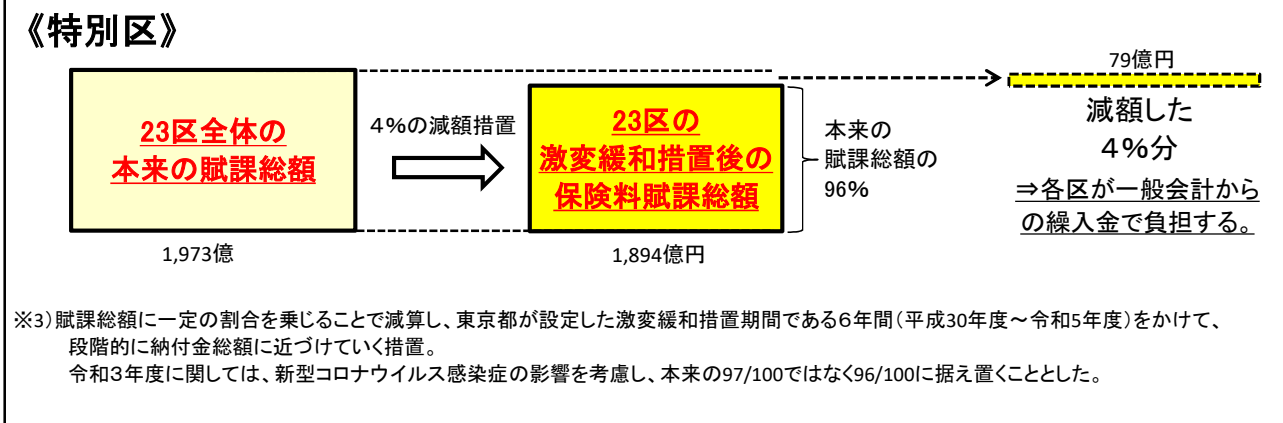 《特別区》
79億円
23区全体の
本来の賦課総額
4%の減額措置
23区の
激変緩和措置後の
保険料賦課総額
本来の
賦課総額の
96%
減額した
4%分
⇒各区が一般会計から
の繰入金で負担する。
1,973億
1,894億円
※3)賦課総額に一定の割合を乗じることで減算し、東京都が設定した激変緩和措置期間である6年間(平成30年度~令和5年度)をかけて、
段階的に納付金総額に近づけていく措置。
令和3年度に関しては、新型コロナウイルス感染症の影響を考慮し、本来の97/100ではなく96/100に据え置くこととした。